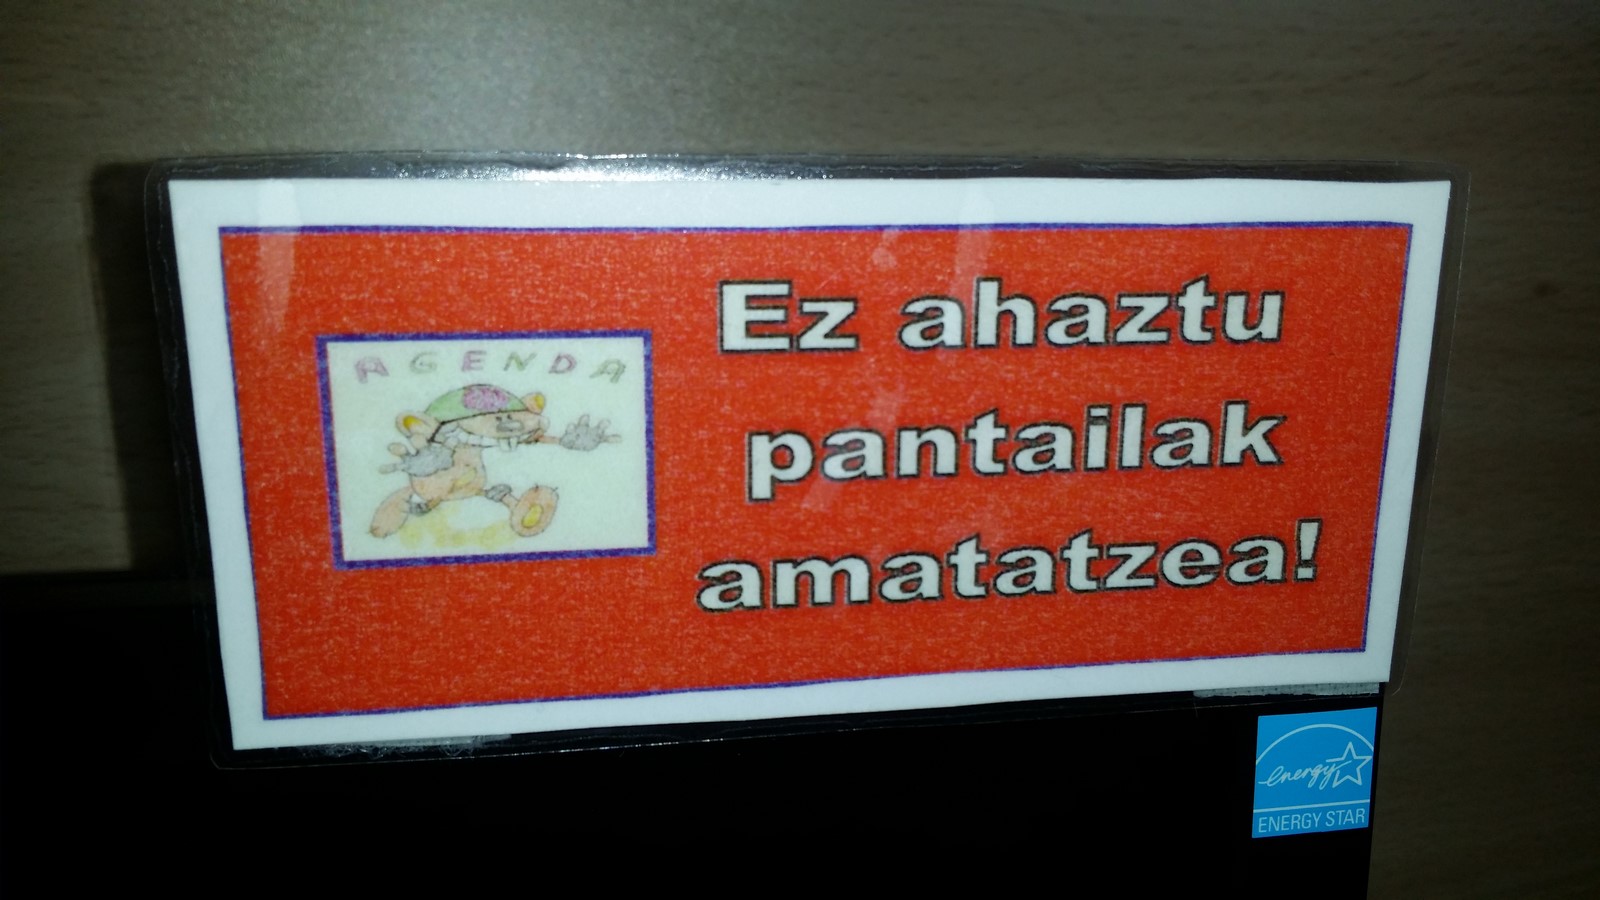 AGENDA
Ez ahaztu
pantailak
amatatzea!
energy
ENERGY STAR